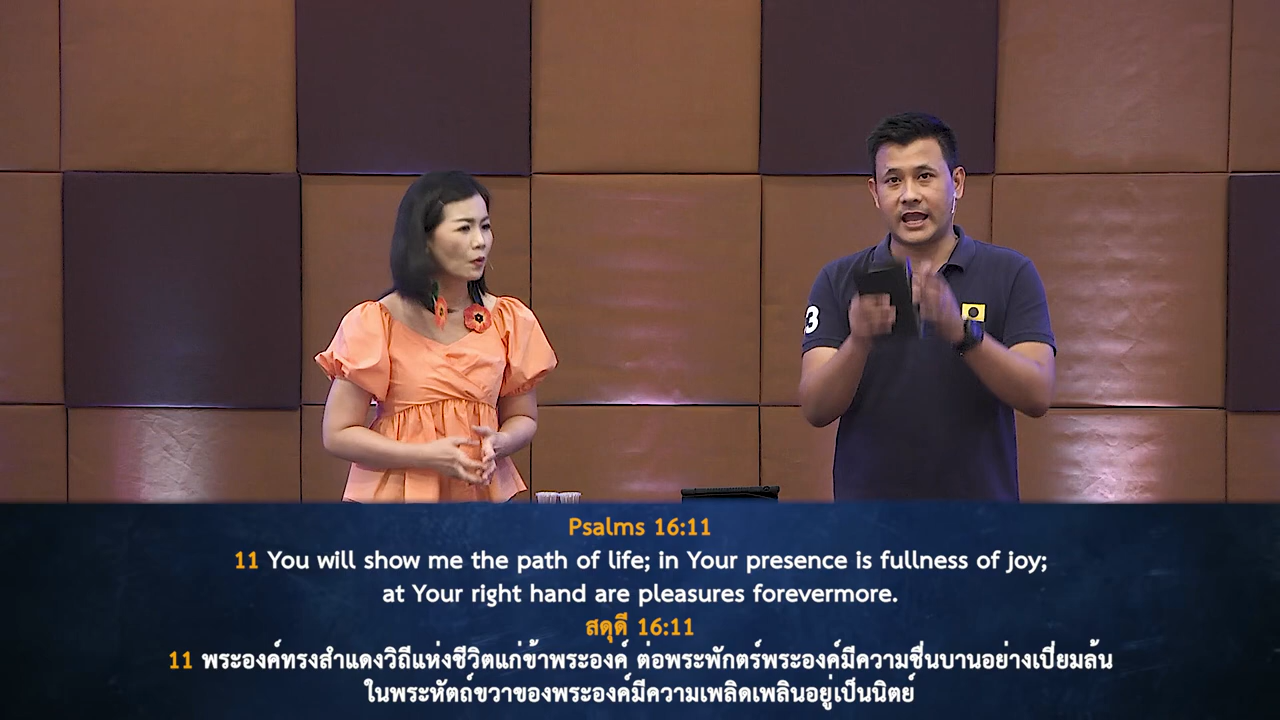 3
Psalms 16:11
11 You will show me the path of life; in Your presence is fullness of joy;
at Your right hand are pleasures forevermore.
สดุดี 16:11
11 พระองค์ทรงสำแดงวิถีแห่งชีวิตแก่ข้าพระองค์ ต่อพระพักตร์พระองค์มีความชื่นบานอย่างเปี่ยมล้น
ในพระหัตถ์ขวาของพระองค์มีความเพลิดเพลินอยู่เป็นนิตย์